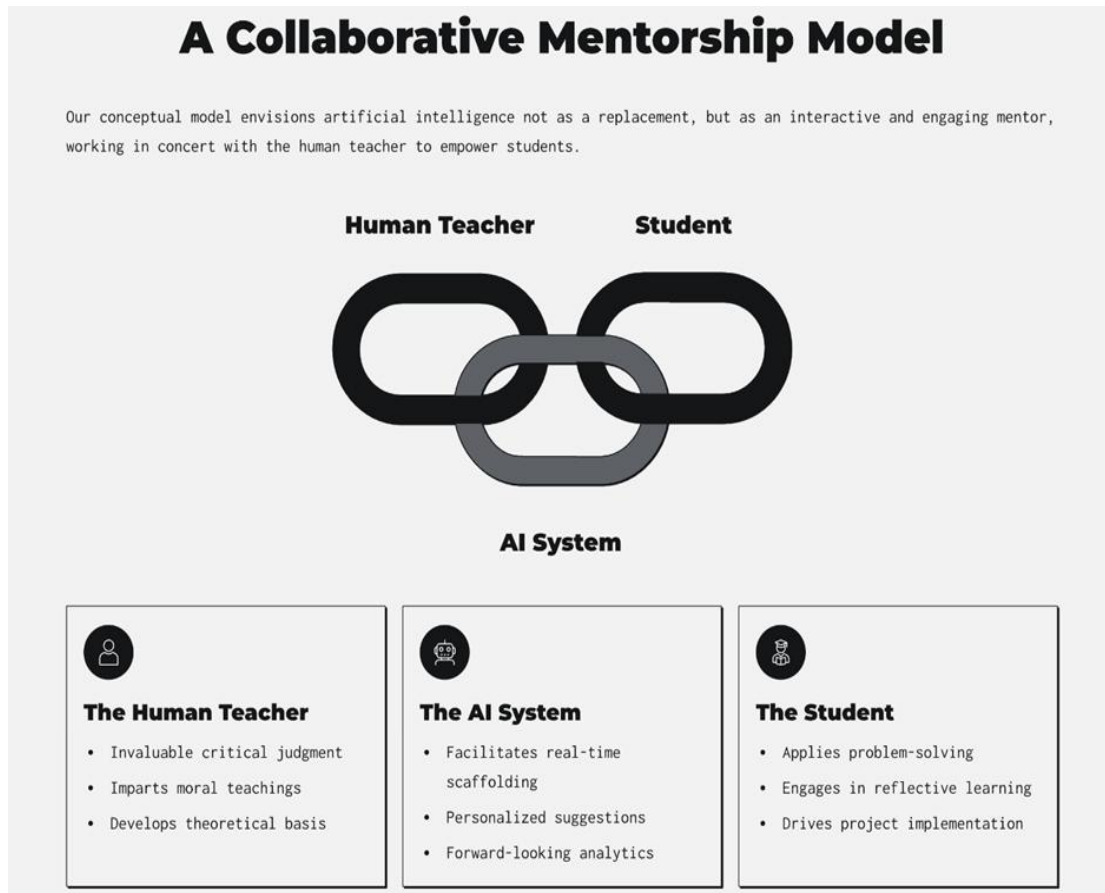 A Collaborative Mentorship Model
Our conceptual model envisions artificial intelligence not as a replacement, but as an interactive and engaging mentor,
working in concert with the human teacher to empower students.
Human Teacher
Student
AI System
The Human Teacher
• Invaluable critical judgment
• Imparts moral teachings
• Develops theoretical basis
The AI System
• Facilitates real-time
scaffolding
• Personalized suggestions
• Forward-looking analytics
The Student
• Applies problem-solving
• Engages in reflective learning
• Drives project implementation